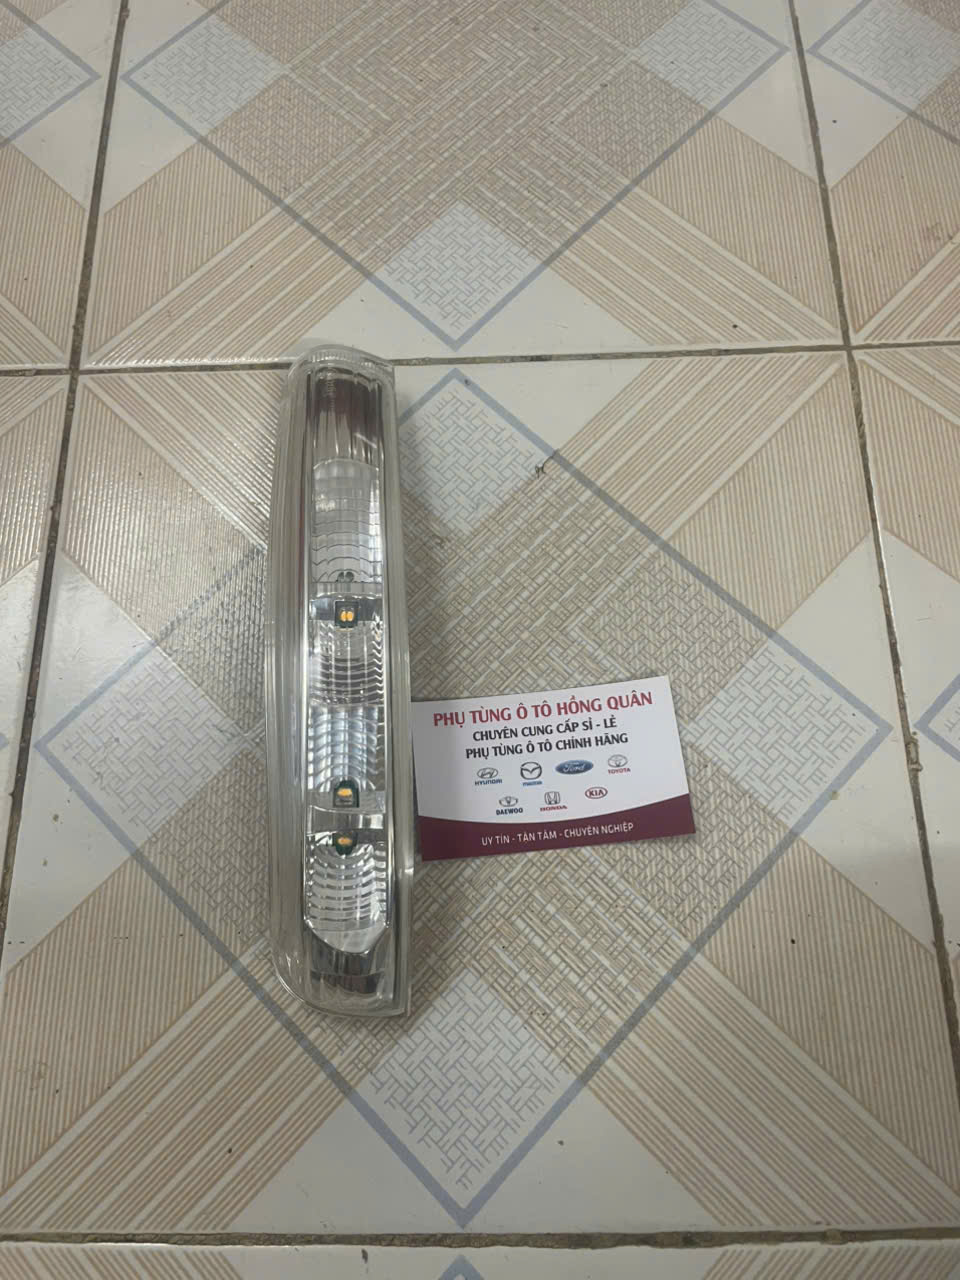 PHỤ TÙNG Ô TÔ HỒNG QUÂN
CHUYÊN CUNG CẤP SỈ - LẺ
PHỤ TÙNG Ô TÔ CHÍNH HÃNG
HYUNDAI
mazda
Ford
TOYOTA
DAEWOO
HONDA
KIA
UY TÍN - TẬN TÂM - CHUYÊN NGHIỆP